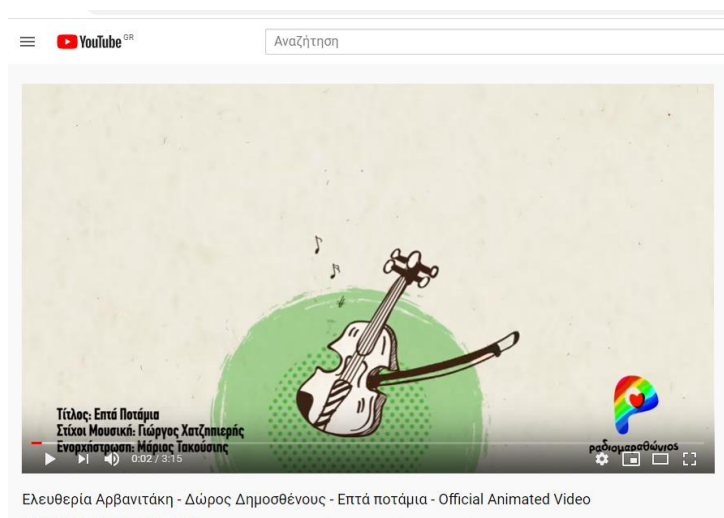 YouTube GR
Αναζήτηση
Τίτλος: Επτά Ποτάμια
Στίχοι Μουσική: Γιώργος Χατζηπιερής
Ενορχήστρωση: Μάριος Τακούσιης
ραδιομαραθώνιος
0:02 / 3:15
Ελευθερία Αρβανιτάκη - Δώρος Δημοσθένους - Επτά ποτάμια - Official Animated Video